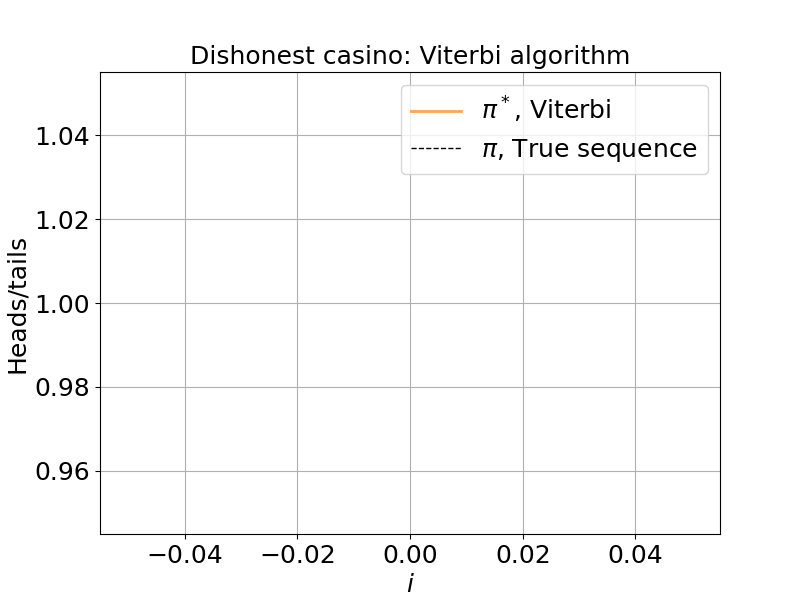 Dishonest casino: Viterbi algorithm
π*, Viterbi
π, True sequence
Heads/tails
1.04
1.02
1.00
0.98
0.96
−0.04 −0.02 0.00 0.02 0.04
i